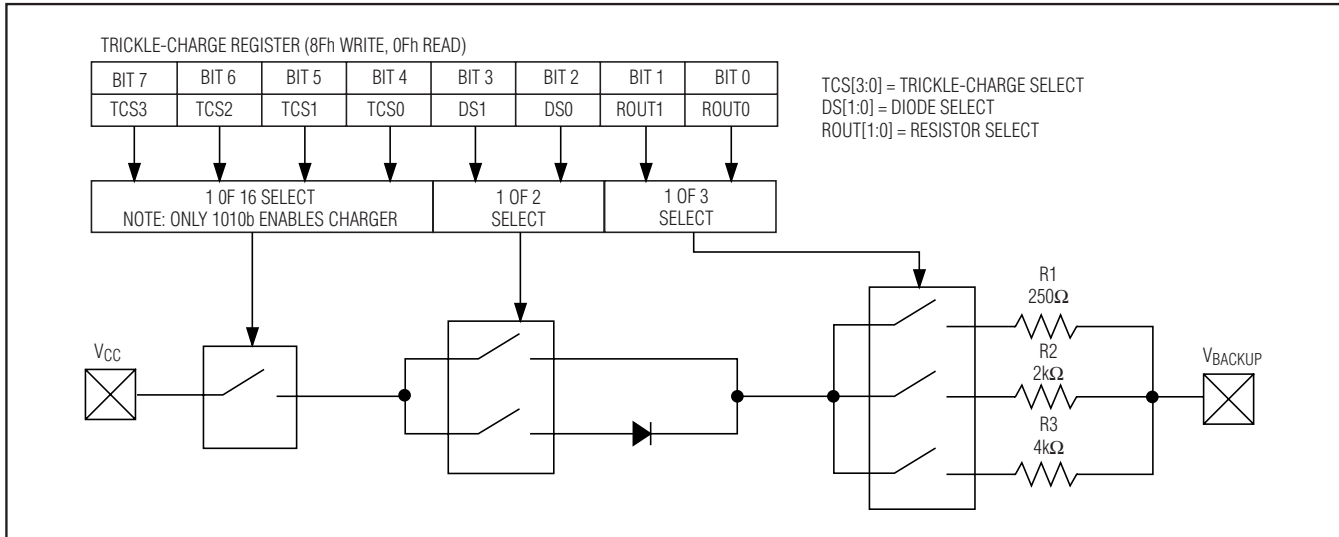 TRICKLE-CHARGE REGISTER (8Fh WRITE, 0Fh READ)
BIT 7 BIT 6 BIT 5 BIT 4 BIT 3 BIT 2 BIT 1 BIT 0
TCS3 TCS2 TCS1 TCS0 DS1 DS0 ROUT1 ROUT0
TCS[3:0] = TRICKLE-CHARGE SELECT
DS[1:0] = DIODE SELECT
ROUT[1:0] = RESISTOR SELECT
1 0F 16 SELECT
NOTE: ONLY 1010b ENABLES CHARGER
1 OF 2
SELECT
1 OF 3
SELECT
R1
250Ω
R2
2kΩ
R3
4kΩ
VCC
VBACKUP